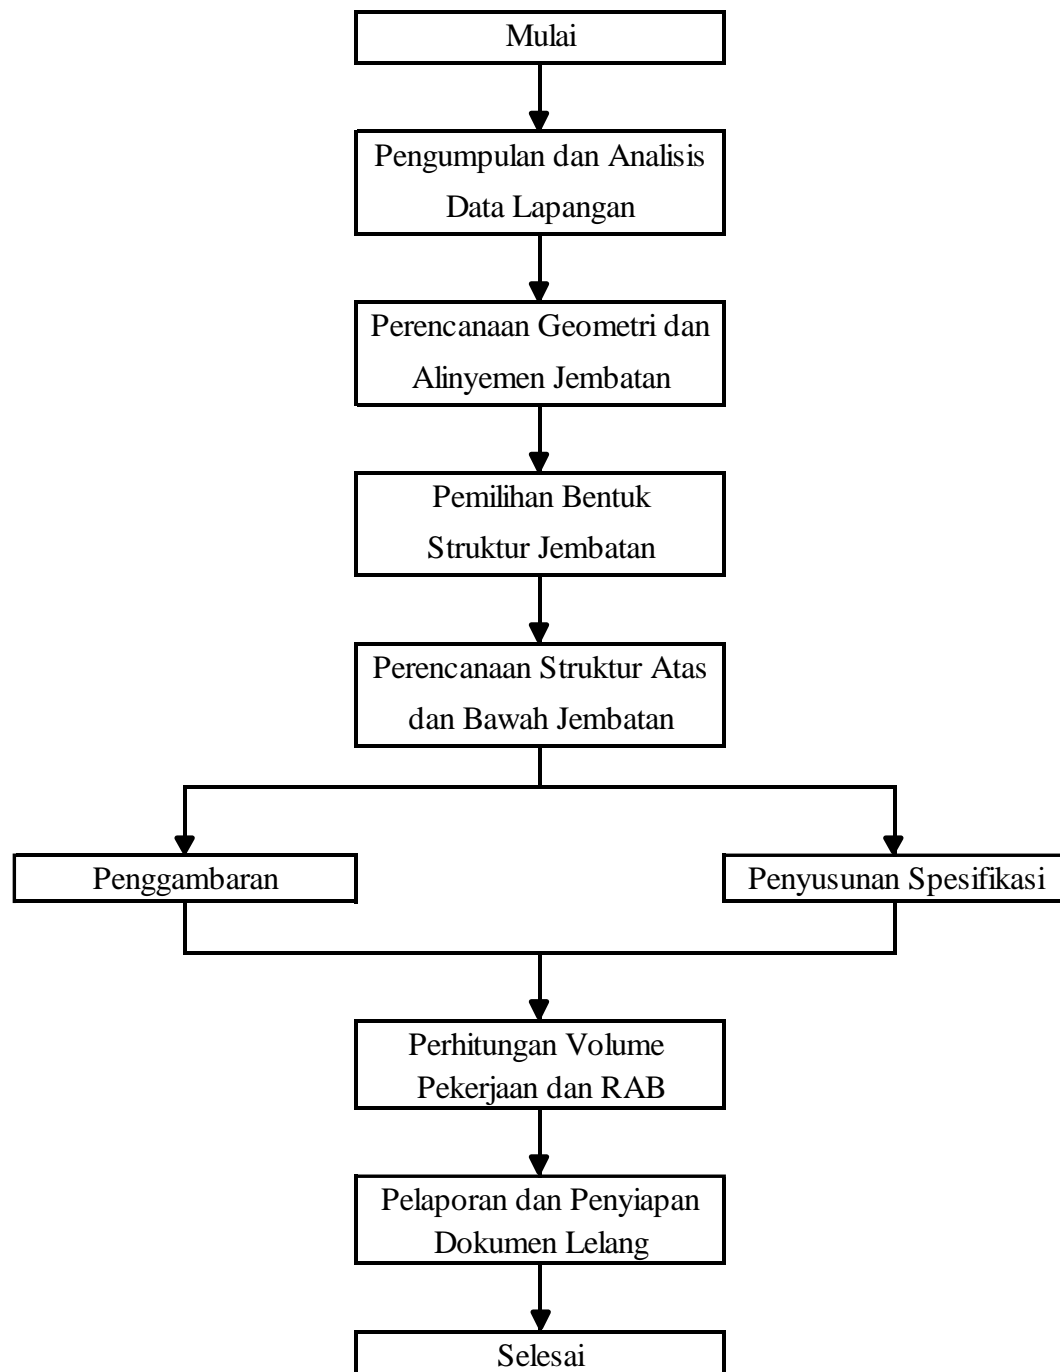 Mulai
Pengumpulan dan Analisis
Data Lapangan
Perencanaan Geometri dan
Alinyemen Jembatan
Pemilihan Bentuk
Struktur Jembatan
Perencanaan Struktur Atas
dan Bawah Jembatan
Penggambaran
Penyusunan Spesifikasi
Perhitungan Volume
Pekerjaan dan RAB
Pelaporan dan Penyiapan
Dokumen Lelang
Selesai